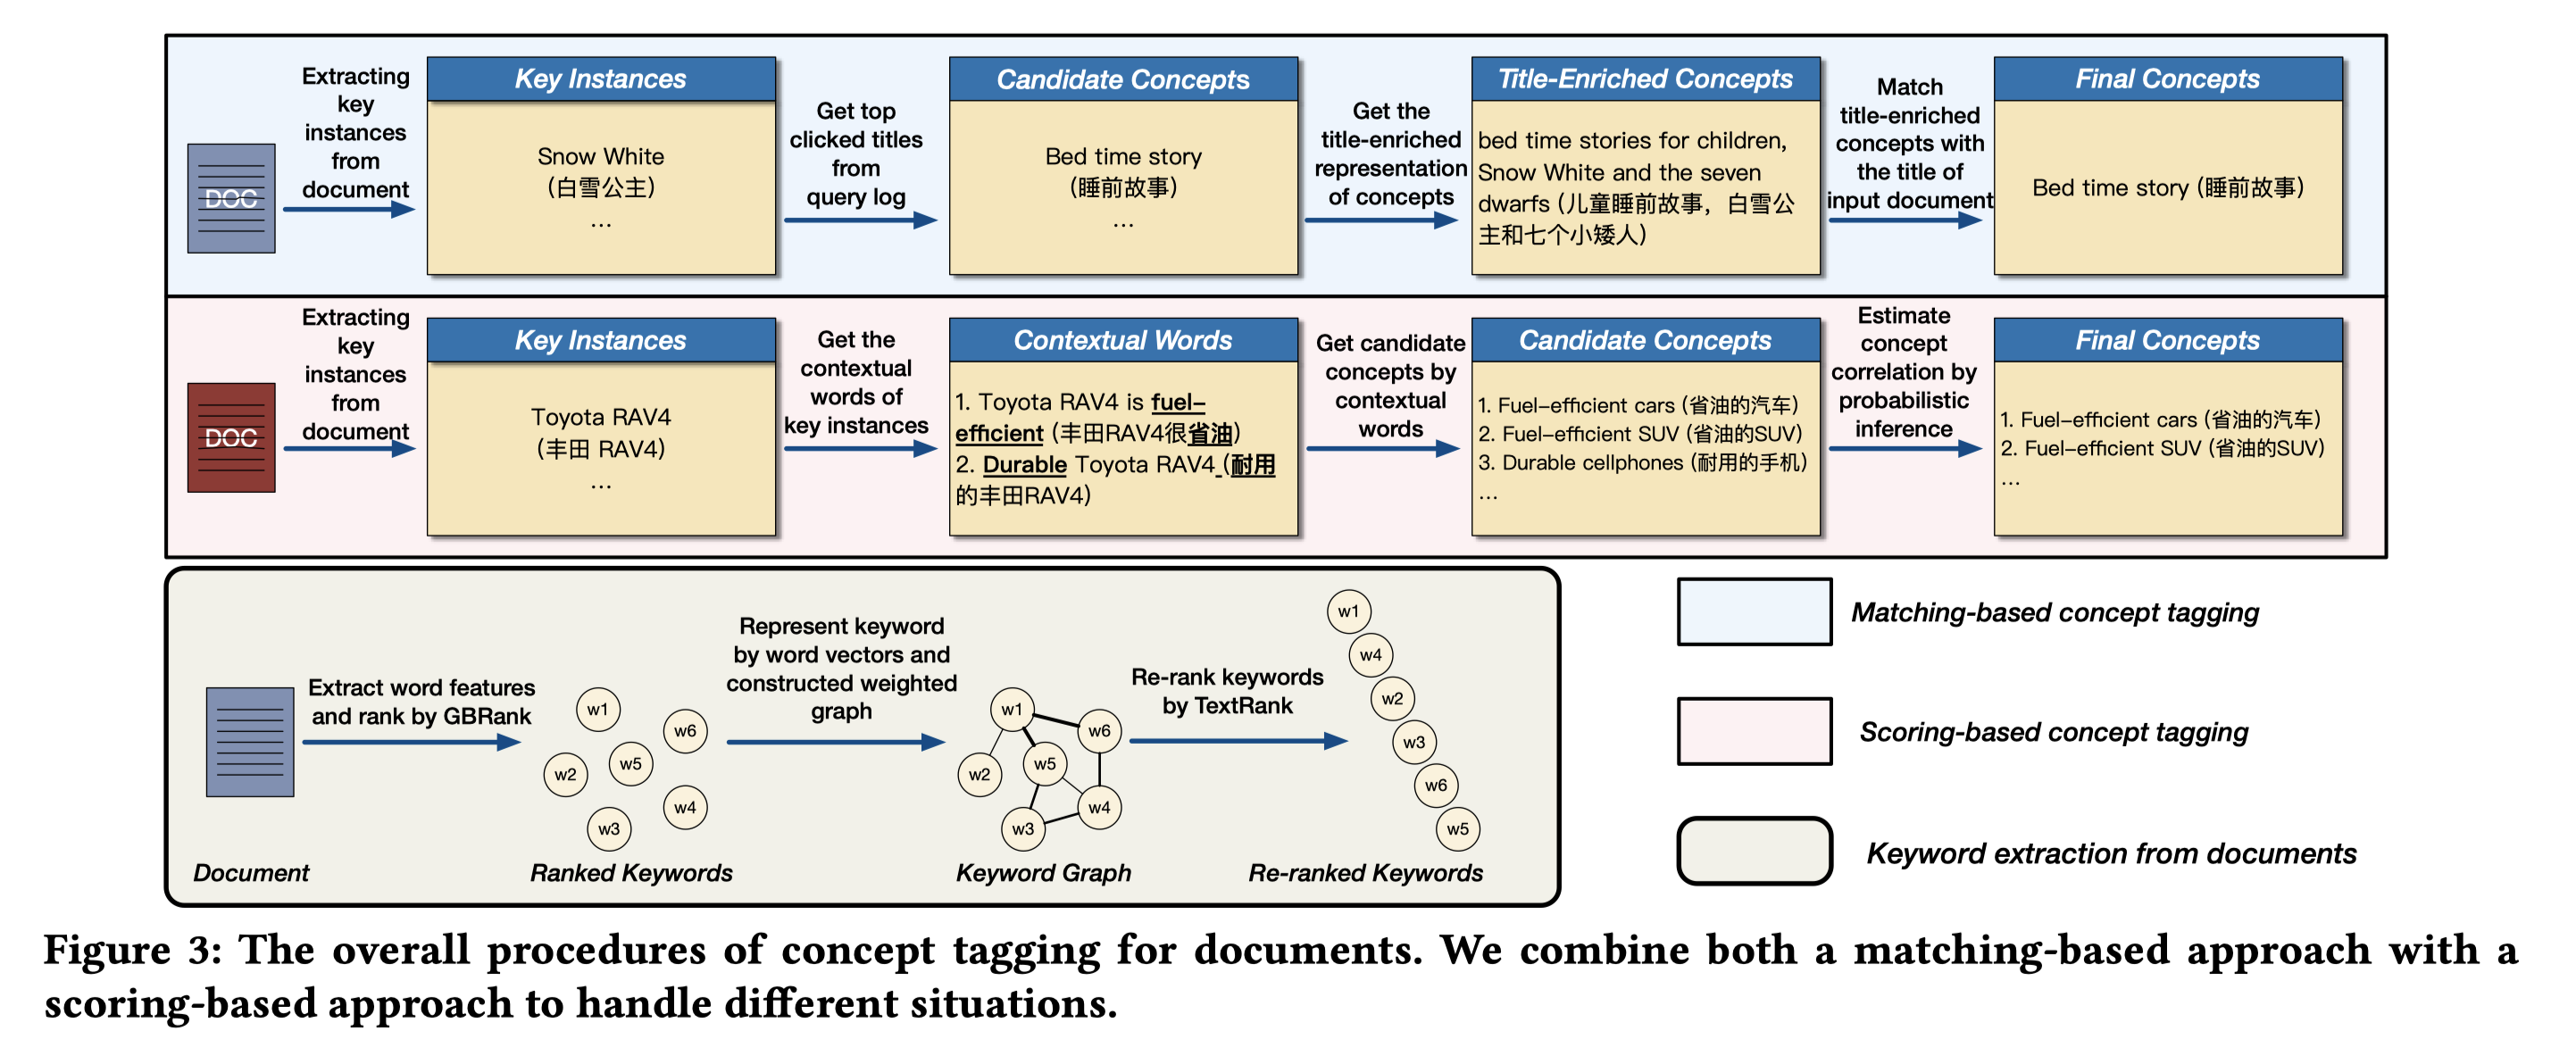 Extracting
key
instances
from
document
DOC
Key Instances
Snow White
(白雪公主)
...
Get top
clicked titles
from
query log
Candidate Concepts
Bed time story
(睡前故事)
...
Get the
title-enriched
representation
of concepts
Title-Enriched Concepts
bed time stories for children,
Snow White and the seven
dwarfs (儿童睡前故事，白雪公
主和七个小矮人)
Match
title-enriched
concepts with
the title of
input document
Final Concepts
Bed time story (睡前故事)
Extracting
key
instances
from
document
DOC
Key Instances
Toyota RAV4
(丰田 RAV4)
...
Get the
contextual
words of
key instances
Contextual Words
1. Toyota RAV4 is fuel-
efficient (丰田RAV4很省油)
2. Durable Toyota RAV4 (耐用
的丰田RAV4)
Get candidate
concepts by
contextual
words
Candidate Concepts
1. Fuel-efficient cars (省油的汽车)
2. Fuel-efficient SUV (省油的SUV)
3. Durable cellphones (耐用的手机)
...
Estimate
concept
correlation by
probabilistic
inference
Final Concepts
1. Fuel-efficient cars (省油的汽车)
2. Fuel-efficient SUV (省油的SUV)
...
Document
Extract word features
and rank by GBRank
w1
w6
w5
w2
w4
w3
Ranked Keywords
Represent keyword
by word vectors and
constructed weighted
graph
w1
w6
w5
w2
w4
w3
Keyword Graph
Re-rank keywords
by TextRank
w1
w4
w2
w3
w6
w5
Re-ranked Keywords
Matching-based concept tagging
Scoring-based concept tagging
Keyword extraction from documents
Figure 3: The overall procedures of concept tagging for documents. We combine both a matching-based approach with a
scoring-based approach to handle different situations.